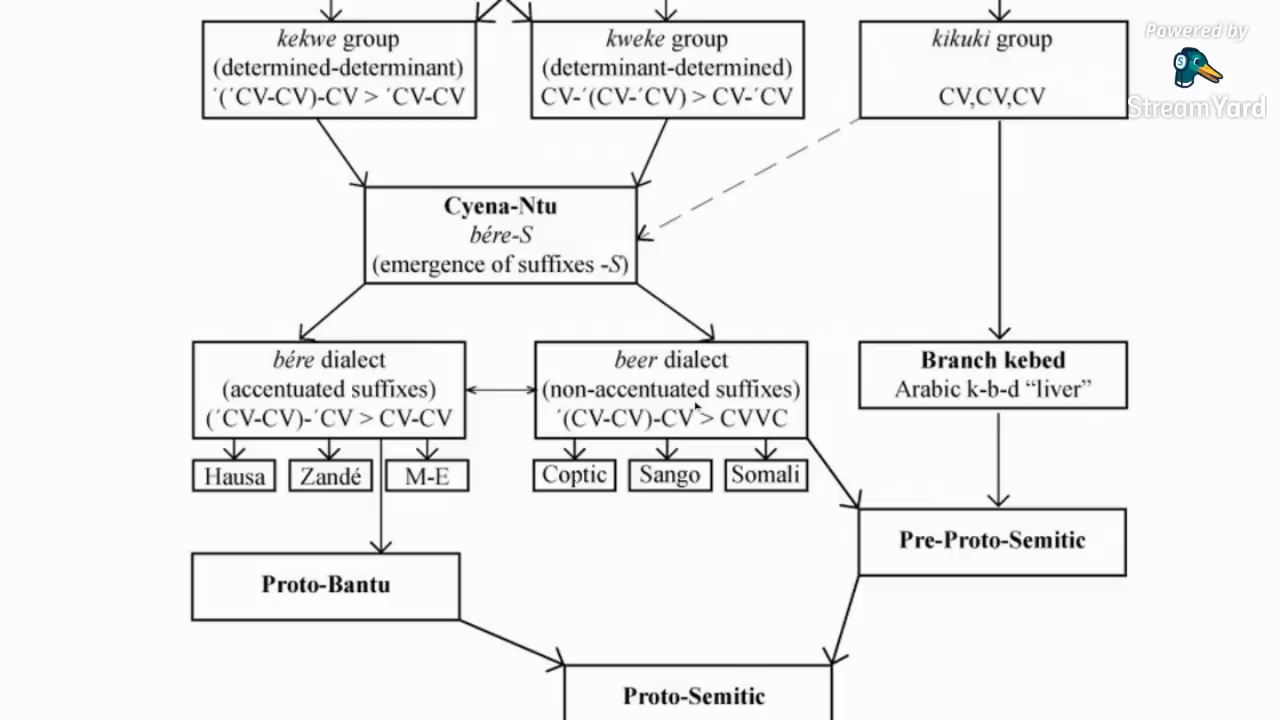 kekwe group
(determined-determinant)
´(´CV-CV)-CV > ´CV-CV
kweke group
(determinant-determined)
CV-´(CV-´CV) > CV-´CV
kikuki group
CV,CV,CV
Powered by
StreamYard
Cyena-Ntu
bére-S
(emergence of suffixes -S)
bére dialect
(accentuated suffixes)
(´CV-CV)-´CV > CV-CV
beer dialect
(non-accentuated suffixes)
´(CV-CV)-CV > CVVC
Branch kebed
Arabic k-b-d “liver”
Hausa
Zandé
M-E
Coptic
Sango
Somali
Pre-Proto-Semitic
Proto-Bantu
Proto-Semitic